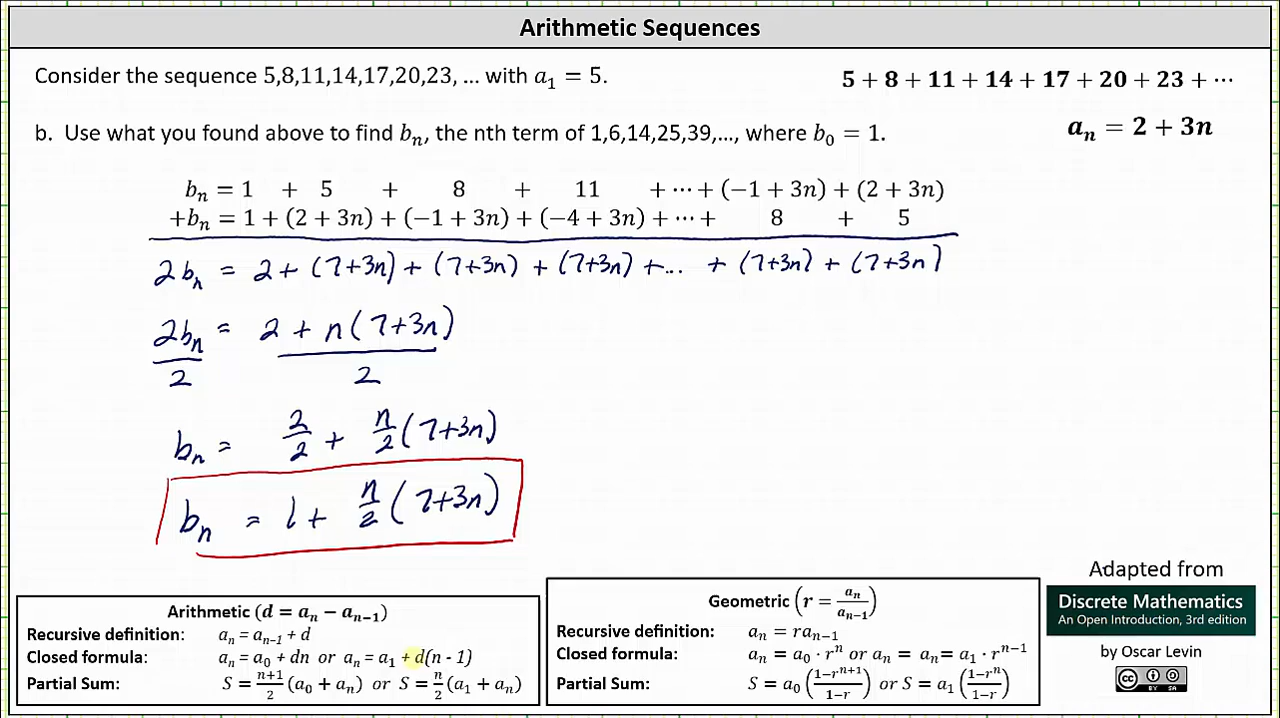 Arithmetic Sequences
Consider the sequence 5,8,11,14,17,20,23, ... with a₁ = 5.
5 + 8 + 11 + 14 + 17 + 20 + 23 + ⋯
aₙ = 2 + 3n
b. Use what you found above to find bₙ, the nth term of 1,6,14,25,39,..., where b₀ = 1.
bₙ = 1 + 5 + 8 + 11 + ⋯ + (−1 + 3n) + (2 + 3n)
+bₙ = 1 + (2 + 3n) + (−1 + 3n) + (−4 + 3n) + ⋯ + 8 + 5
2bₙ = 2 + (7+3n) + (7+3n) + (7+3n) + ... + (7+3n) + (7+3n)
2bₙ/2 = 2 + n(7+3n)/2
bₙ = 2/2 + n/2 (7+3n)
bₙ = 1 + n/2 (7+3n)
Arithmetic (d = aₙ − aₙ₋₁)
Recursive definition: aₙ = aₙ₋₁ + d
Closed formula: aₙ = a₀ + dn or aₙ = a₁ + d(n - 1)
Partial Sum: S = (n+1)/2 (a₀ + aₙ) or S = n/2 (a₁ + aₙ)
Geometric (r = aₙ/aₙ₋₁)
Recursive definition: aₙ = raₙ₋₁
Closed formula: aₙ = a₀ · rⁿ or aₙ = aₙ = a₁ · rⁿ⁻¹
Partial Sum: S = a₀ ((1−rⁿ⁺¹)/(1−r)) or S = a₁ ((1−rⁿ)/(1−r))
Adapted from
Discrete Mathematics
An Open Introduction, 3rd edition
by Oscar Levin
cc BY SA